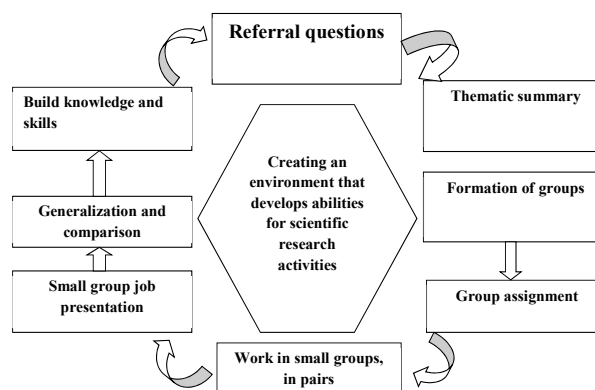 Referral questions
Build knowledge and
skills
Thematic summary
Creating an
environment that
develops abilities
for scientific
research
activities
Formation of groups
Generalization and
comparison
Small group job
presentation
Group assignment
Work in small groups,
in pairs